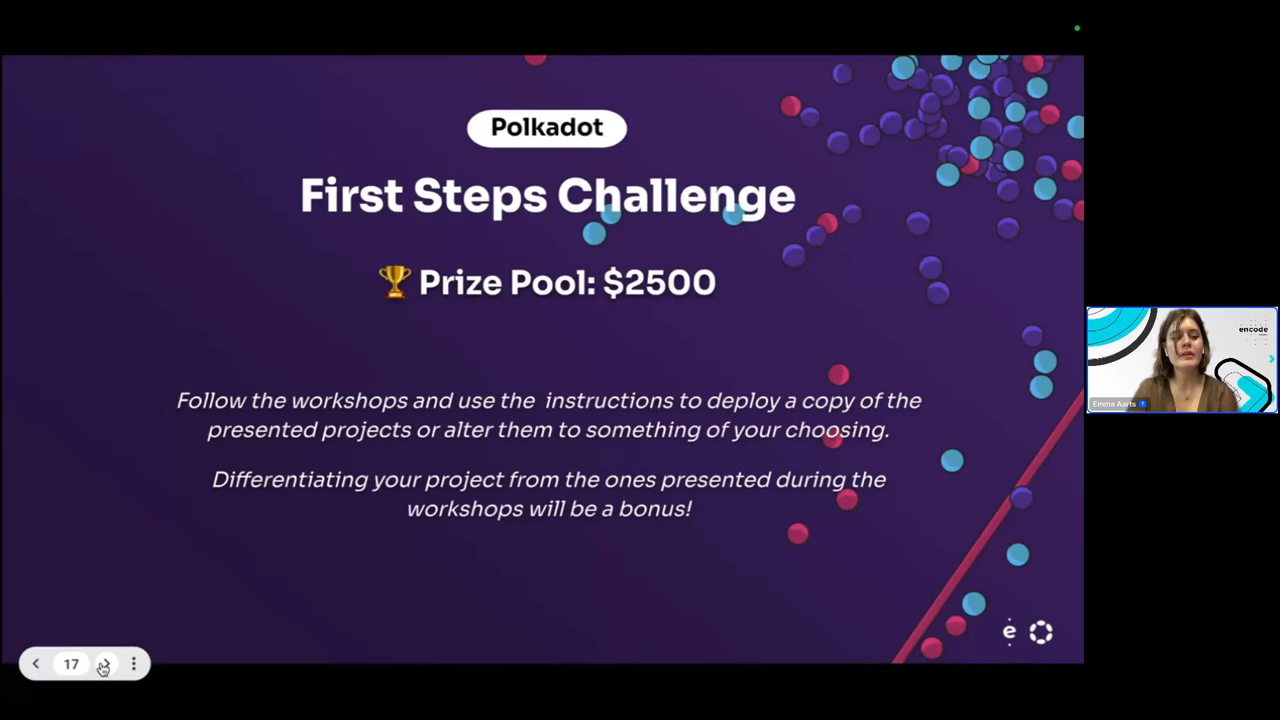 Polkadot
First Steps Challenge
🏆 Prize Pool: $2500
Follow the workshops and use the instructions to deploy a copy of the
presented projects or alter them to something of your choosing.
Differentiating your project from the ones presented during the
workshops will be a bonus!
encode
Emma Aarts
17